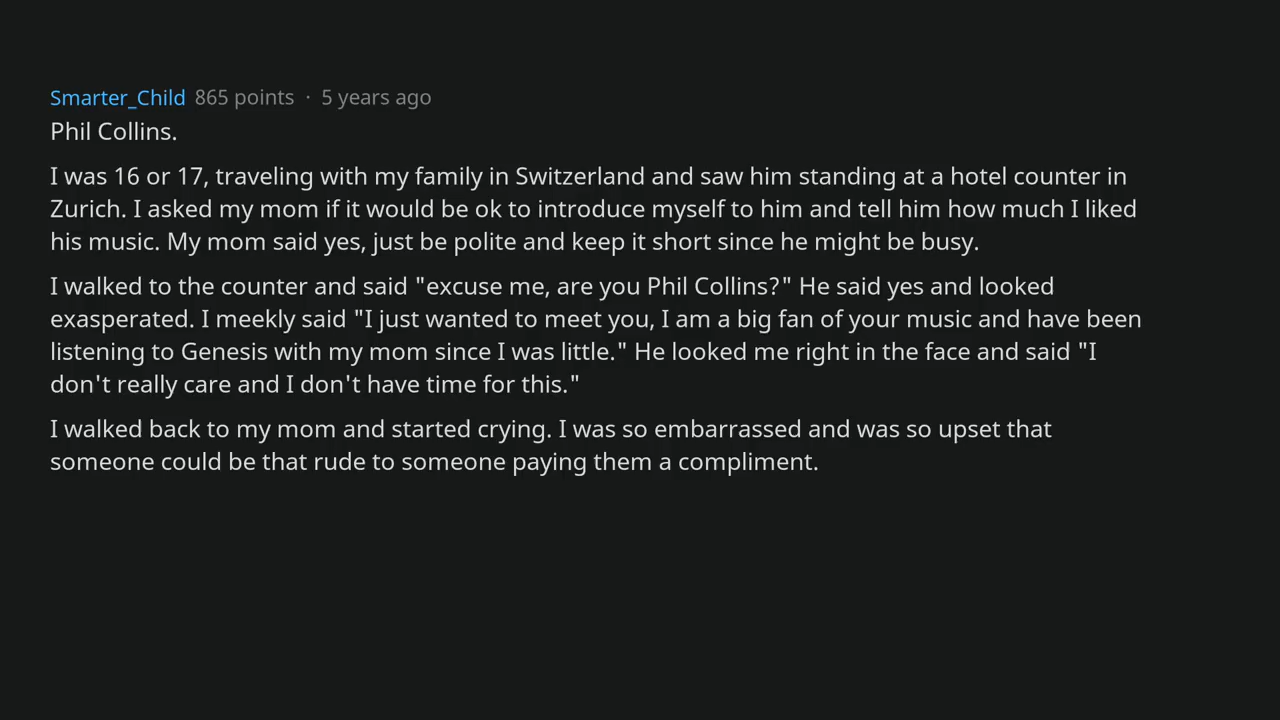 Smarter_Child 865 points · 5 years ago
Phil Collins.
I was 16 or 17, traveling with my family in Switzerland and saw him standing at a hotel counter in
Zurich. I asked my mom if it would be ok to introduce myself to him and tell him how much I liked
his music. My mom said yes, just be polite and keep it short since he might be busy.
I walked to the counter and said "excuse me, are you Phil Collins?" He said yes and looked
exasperated. I meekly said "I just wanted to meet you, I am a big fan of your music and have been
listening to Genesis with my mom since I was little." He looked me right in the face and said "I
don't really care and I don't have time for this."
I walked back to my mom and started crying. I was so embarrassed and was so upset that
someone could be that rude to someone paying them a compliment.